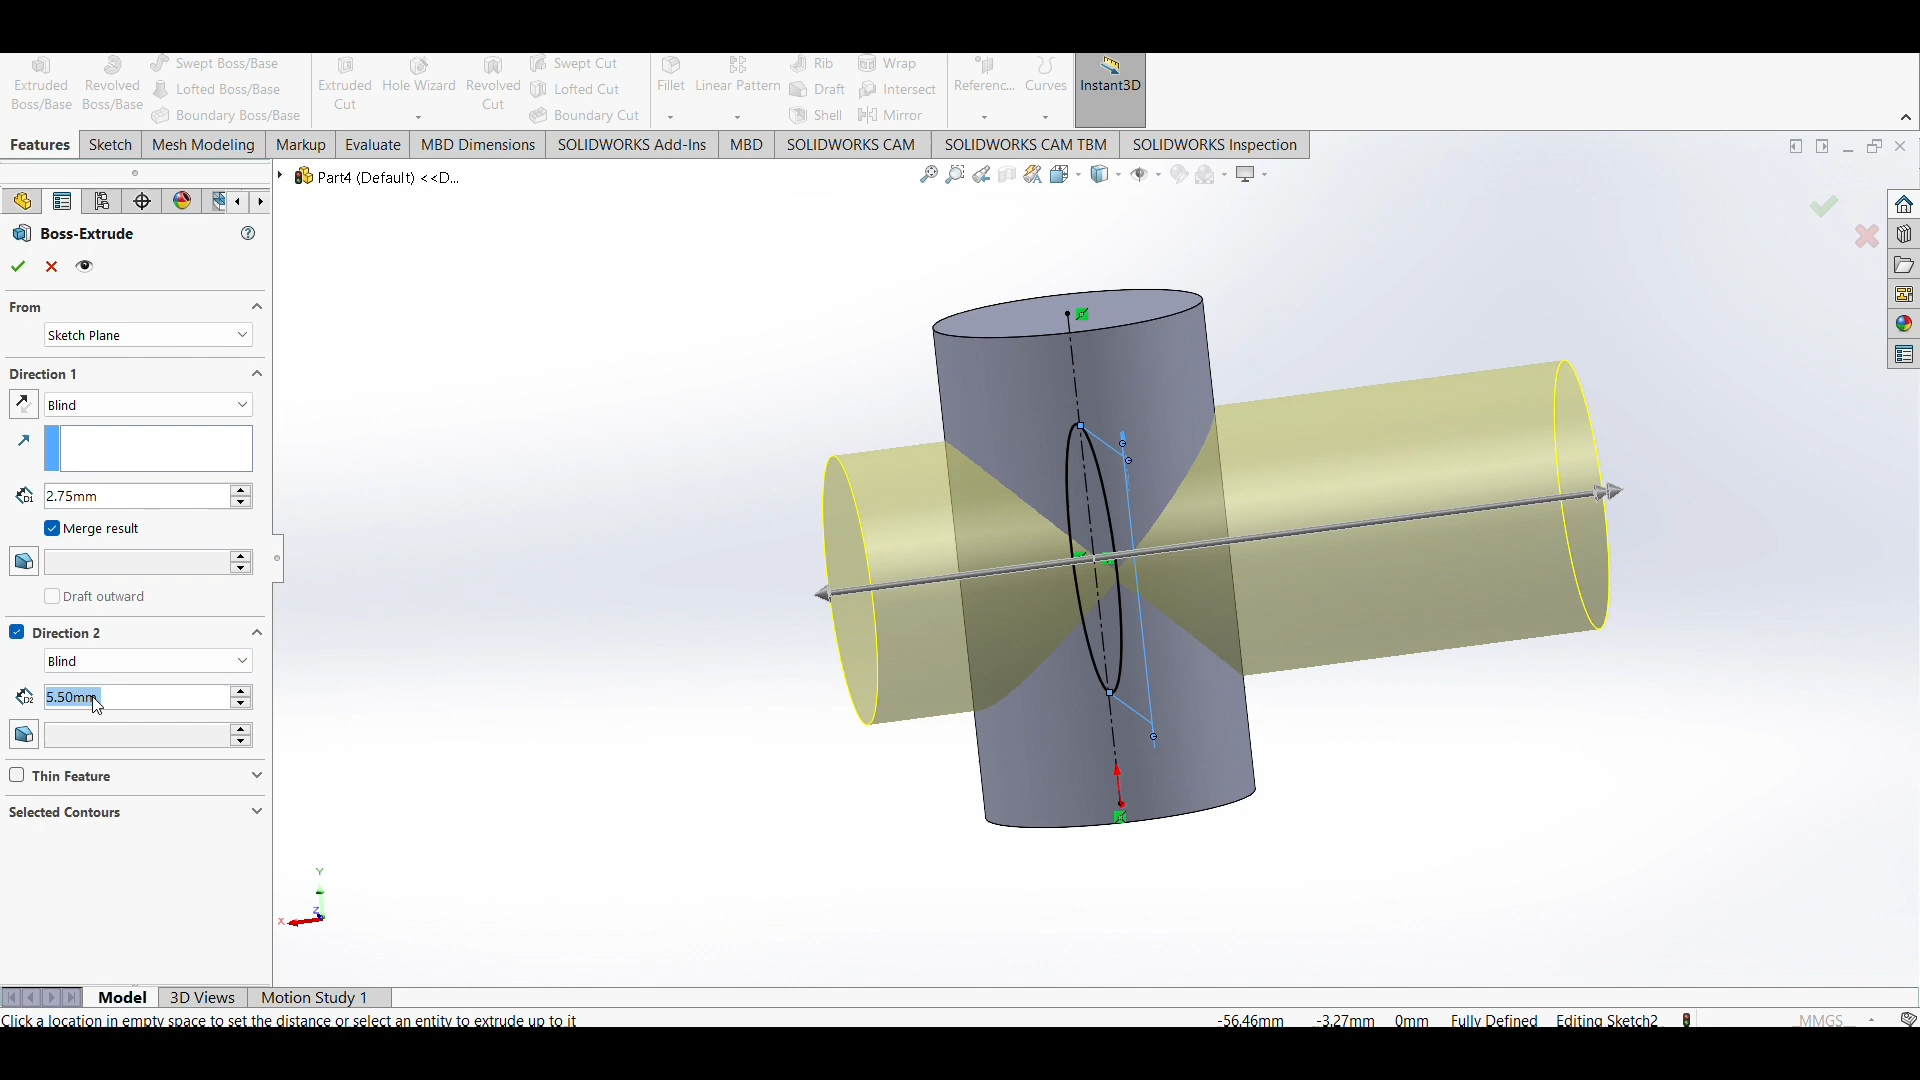 Extruded Boss/Base
Revolved Boss/Base
Swept Boss/Base
Lofted Boss/Base
Boundary Boss/Base
Extruded Cut
Hole Wizard
Revolved Cut
Swept Cut
Lofted Cut
Boundary Cut
Fillet
Linear Pattern
Rib
Draft
Shell
Wrap
Intersect
Mirror
Referenc...
Curves
Instant3D
Features Sketch Mesh Modeling Markup Evaluate MBD Dimensions SOLIDWORKS Add-Ins MBD SOLIDWORKS CAM SOLIDWORKS CAM TBM SOLIDWORKS Inspection
Part4 (Default) <<D...
Boss-Extrude
From
Sketch Plane
Direction 1
Blind
D1
2.75mm
Merge result
Draft outward
Direction 2
Blind
D2
5.50mm
Thin Feature
Selected Contours
Y
Z
X
Model 3D Views Motion Study 1
Click a location in empty space to set the distance or select an entity to extrude up to it
-56.46mm -3.27mm 0mm Fully Defined Editing Sketch2 MMGS